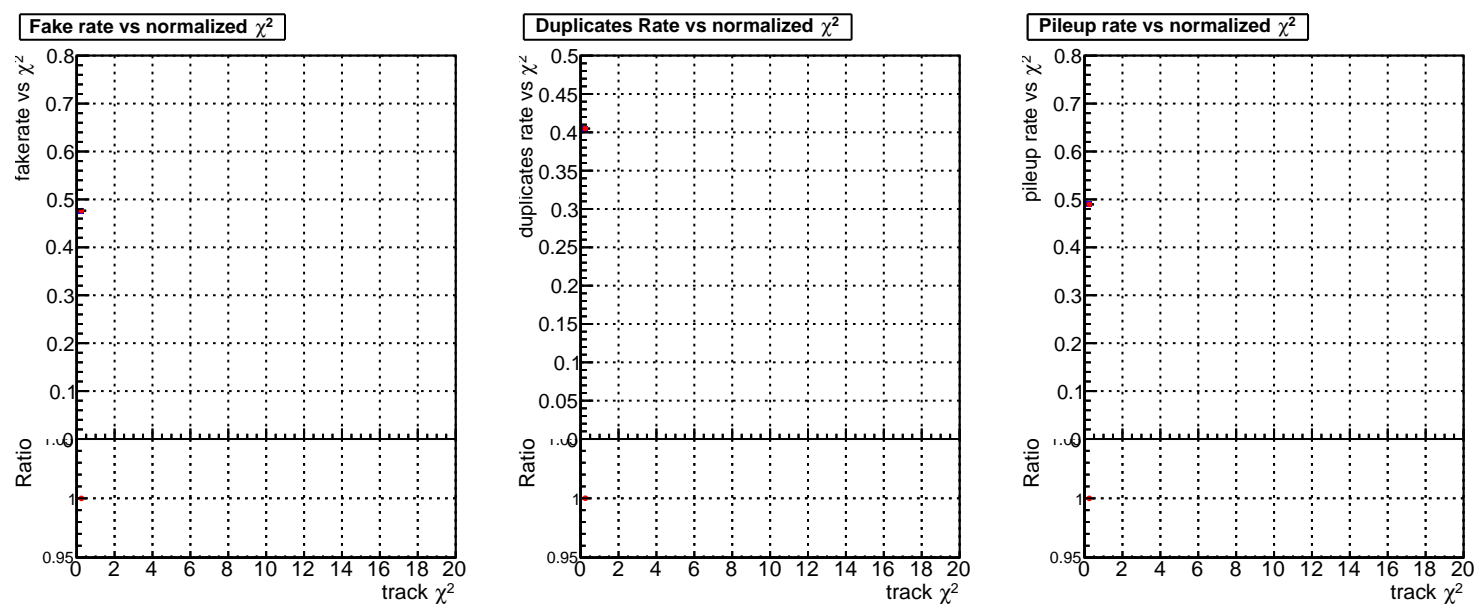 Fake rate vs normalized χ²
fakerate vs χ²
0.8
0.7
0.6
0.5
0.4
0.3
0.2
0.1
0
Ratio
1
0.95
0 2 4 6 8 10 12 14 16 18 20
track χ²
Duplicates Rate vs normalized χ²
duplicates rate vs χ²
0.5
0.45
0.4
0.35
0.3
0.25
0.2
0.15
0.1
0.05
0
Ratio
1
0.95
0 2 4 6 8 10 12 14 16 18 20
track χ²
Pileup rate vs normalized χ²
pileup rate vs χ²
0.8
0.7
0.6
0.5
0.4
0.3
0.2
0.1
0
Ratio
1
0.95
0 2 4 6 8 10 12 14 16 18 20
track χ²